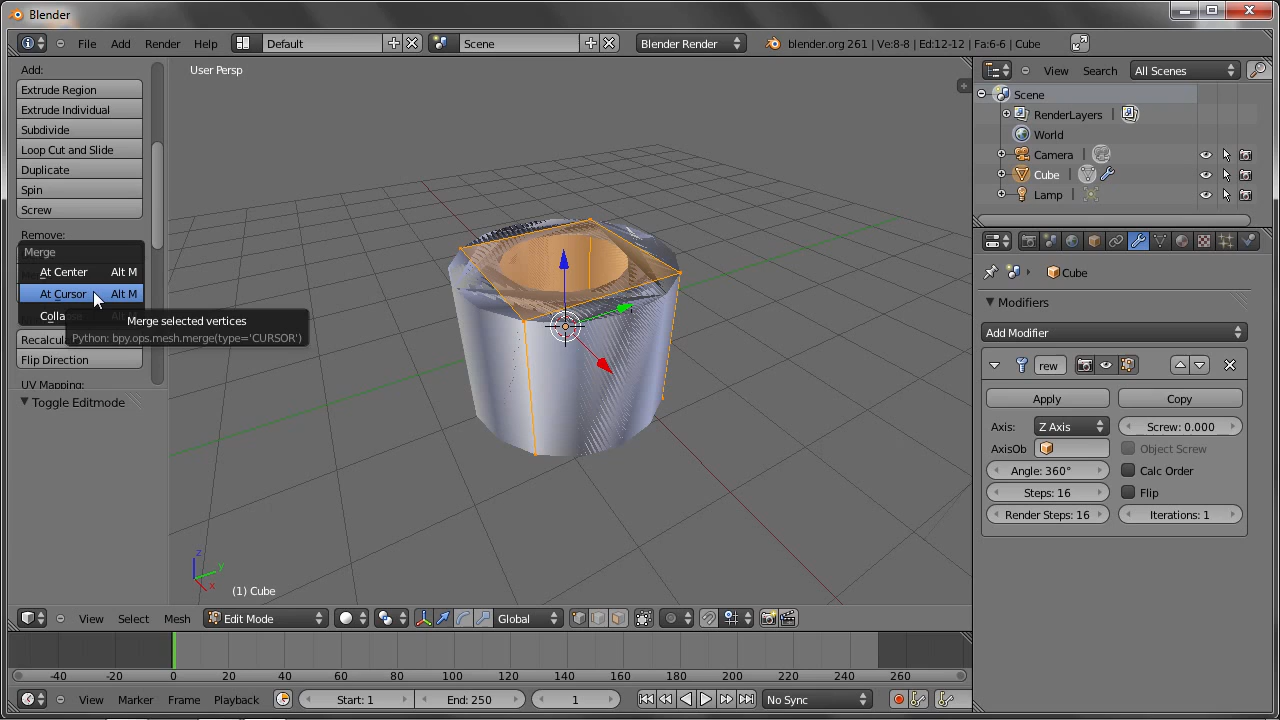 Blender
File Add Render Help Default Scene Blender Render blender.org 261 | Ve:8-8 | Ed:12-12 | Fa:6-6 | Cube
Add:
Extrude Region
Extrude Individual
Subdivide
Loop Cut and Slide
Duplicate
Spin
Screw
Remove:
Merge
At Center Alt M
At Cursor Alt M
Merge selected vertices
Python: bpy.ops.mesh.merge(type='CURSOR')
Flip Direction
UV Mapping:
Toggle Editmode
User Persp
z
y
x
(1) Cube
View Select Mesh Edit Mode Global
-40 -20 0 20 40 60 80 100 120 140 160 180 200 220 240 260
View Marker Frame Playback Start: 1 End: 250 1 No Sync
View Search All Scenes
Scene
RenderLayers |
World
Camera |
Cube |
Lamp |
Cube
Modifiers
Add Modifier
rew
Apply Copy
Axis: Z Axis Screw: 0.000
AxisOb Object Screw
Angle: 360° Calc Order
Steps: 16 Flip
Render Steps: 16 Iterations: 1